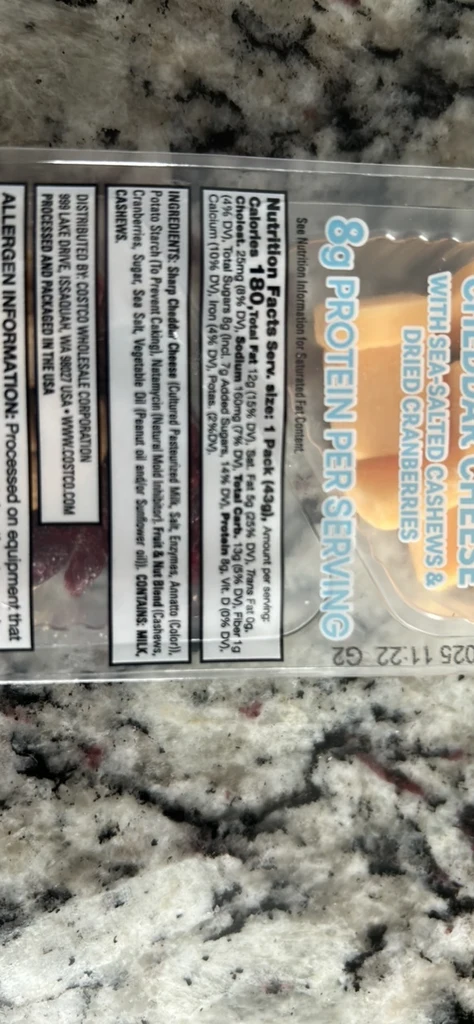 CHEDDAR CHEESE
WITH SEA-SALTED CASHEWS &
DRIED CRANBERRIES
8g PROTEIN PER SERVING
See Nutrition Information for Saturated Fat Content.
Nutrition Facts Serv. size: 1 Pack (43g), Amount per serving:
Calories 180, Total Fat 12g (15% DV), Sat. Fat 5g (25% DV), Trans Fat 0g,
Cholest. 25mg (8% DV), Sodium 160mg (7% DV), Total Carb. 13g (5% DV), Fiber 1g
(4% DV), Total Sugars 8g (Incl. 7g Added Sugars, 14% DV), Protein 8g, Vit. D (0% DV),
Calcium (10% DV), Iron (4% DV), Potas. (2%DV).
INGREDIENTS: Sharp Cheddar Cheese (Cultured Pasteurized Milk, Salt, Enzymes, Annatto (Color)),
Potato Starch (To Prevent Caking), Natamycin (Natural Mold Inhibitor). Fruit & Nut Blend (Cashews,
Cranberries, Sugar, Sea Salt, Vegetable Oil (Peanut oil and/or Sunflower oil)). CONTAINS: MILK,
CASHEWS.
DISTRIBUTED BY: COSTCO WHOLESALE CORPORATION
999 LAKE DRIVE, ISSAQUAH, WA 98027 USA • WWW.COSTCO.COM
PROCESSED AND PACKAGED IN THE USA
ALLERGEN INFORMATION: Processed on equipment that
025 11:22 G2